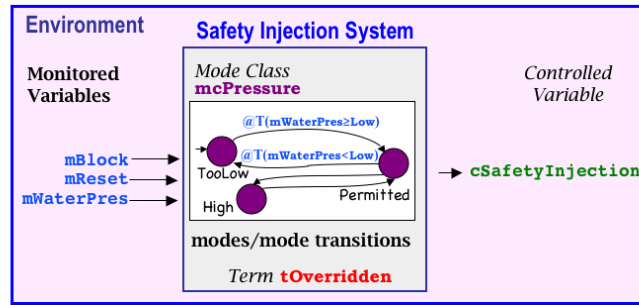 Environment
Safety Injection System
Monitored
Variables
Mode Class
mcPressure
Controlled
Variable
@T(mWaterPres≥Low)
@T(mWaterPres<Low)
TooLow
High
Permitted
mBlock
mReset
mWaterPres
cSafetyInjection
modes/mode transitions
Term tOverridden